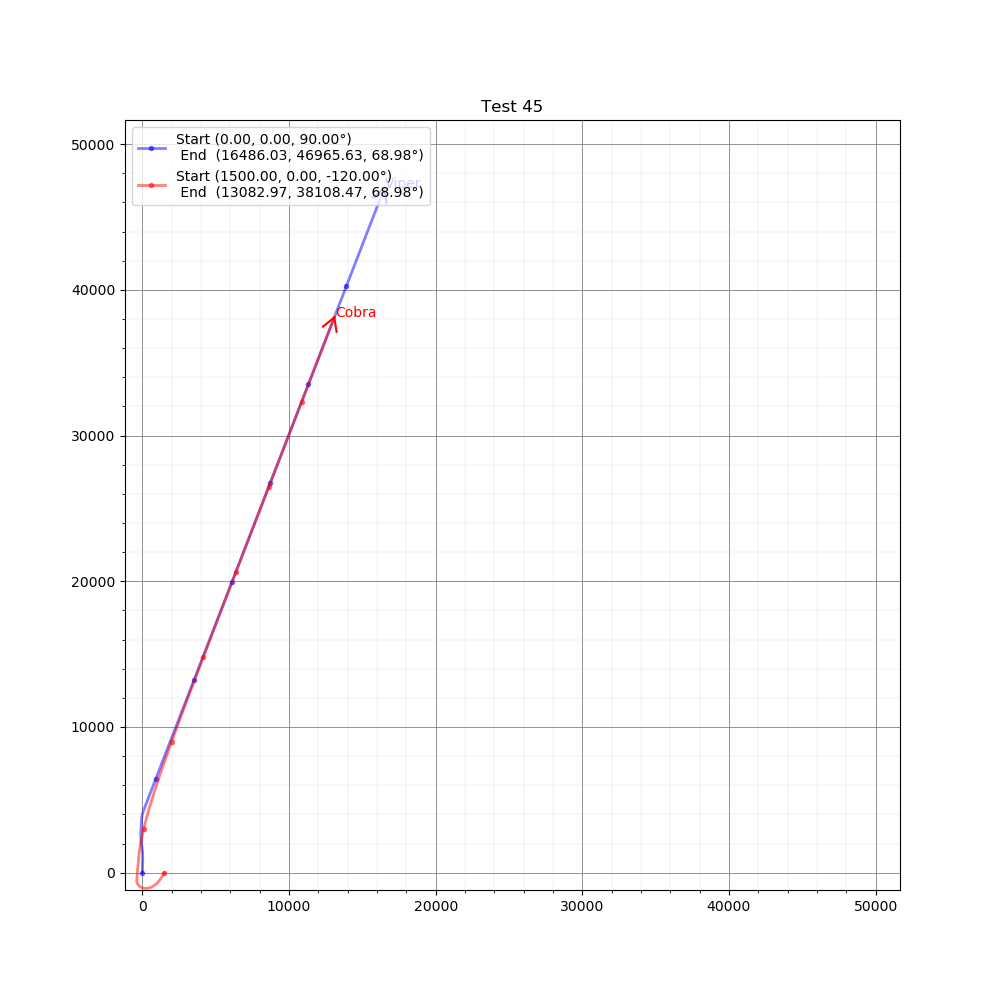 Test 45
Start (0.00, 0.00, 90.00°)
End (16486.03, 46965.63, 68.98°)
Start (1500.00, 0.00, -120.00°)
End (13082.97, 38108.47, 68.98°)
Viper
Cobra
50000
40000
30000
20000
10000
0
0 10000 20000 30000 40000 50000